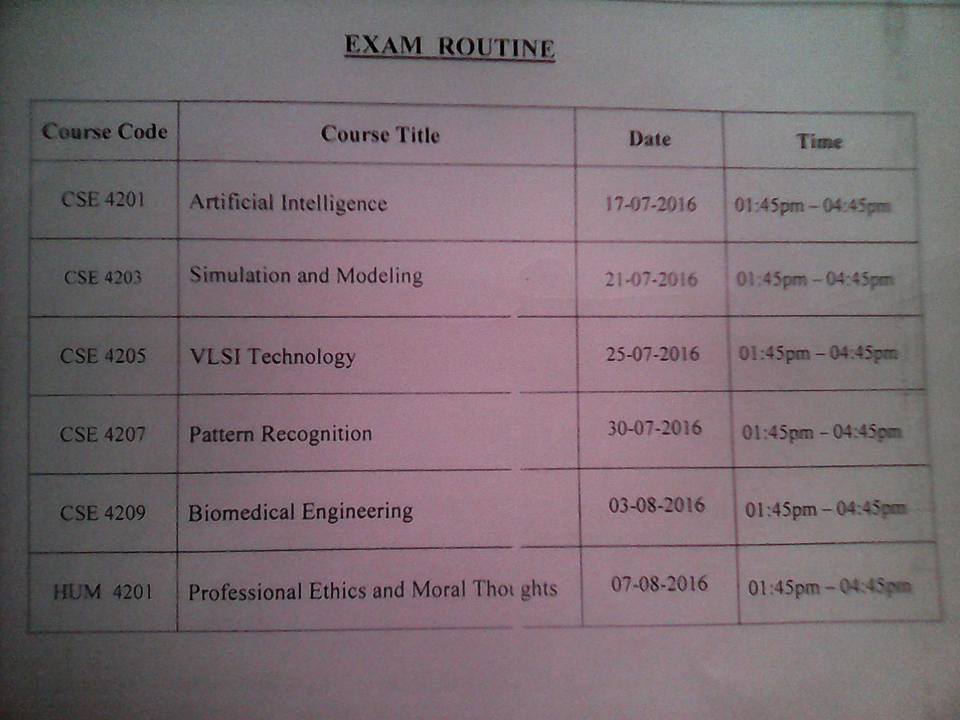 EXAM ROUTINE
Course Code Course Title Date Time
CSE 4201 Artificial Intelligence 17-07-2016 01:45pm – 04:45pm
CSE 4203 Simulation and Modeling 21-07-2016 01:45pm – 04:45pm
CSE 4205 VLSI Technology 25-07-2016 01:45pm – 04:45pm
CSE 4207 Pattern Recognition 30-07-2016 01:45pm – 04:45pm
CSE 4209 Biomedical Engineering 03-08-2016 01:45pm – 04:45pm
HUM 4201 Professional Ethics and Moral Thoughts 07-08-2016 01:45pm – 04:45pm